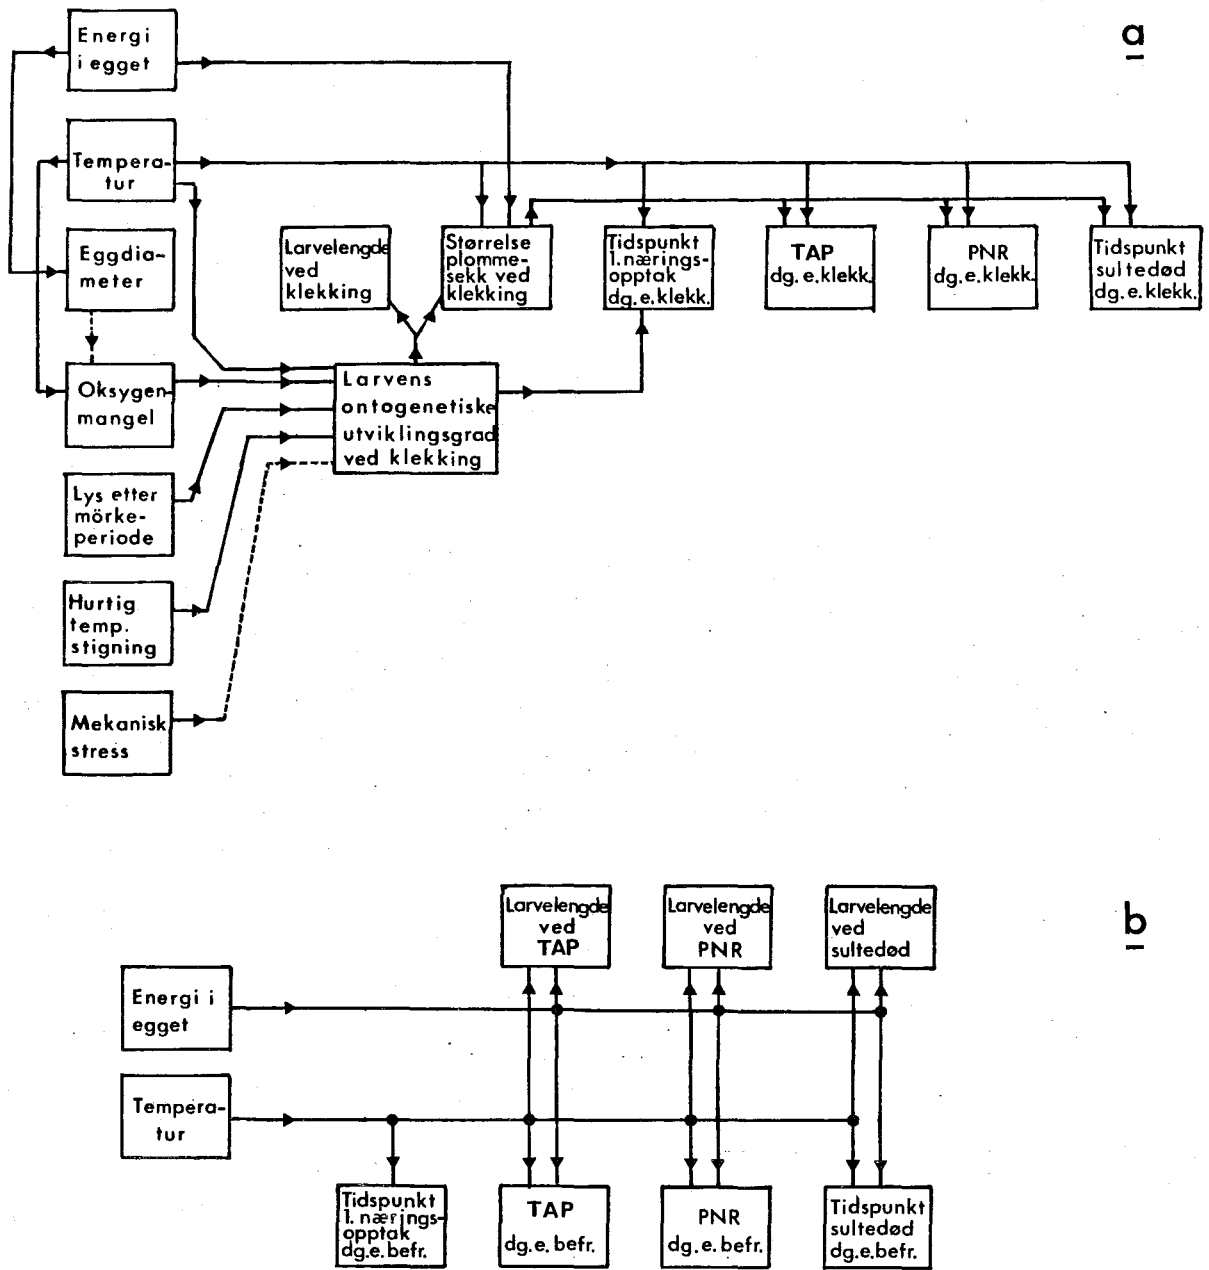 a
Energi
i egget
Tempera-
tur
Eggdia-
meter
Larvelengde
ved
klekking
Størrelse
plomme-
sekk ved
klekking
Tidspunkt
1.nærings-
opptak
dg.e.klekk.
TAP
dg.e.klekk.
PNR
dg.e.klekk.
Tidspunkt
sultedød
dg.e.klekk.
Oksygen-
mangel
Larvens
ontogenetiske
utviklingsgrad
ved klekking
Lys etter
mörke-
periode
Hurtig
temp.
stigning
Mekanisk
stress
b
Larvelengde
ved
TAP
Larvelengde
ved
PNR
Larvelengde
ved
sultedød
Energi i
egget
Tempera-
tur
Tidspunkt
1. nærings-
opptak
dg.e.befr.
TAP
dg.e.befr.
PNR
dg.e.befr.
Tidspunkt
sultedød
dg.e.befr.